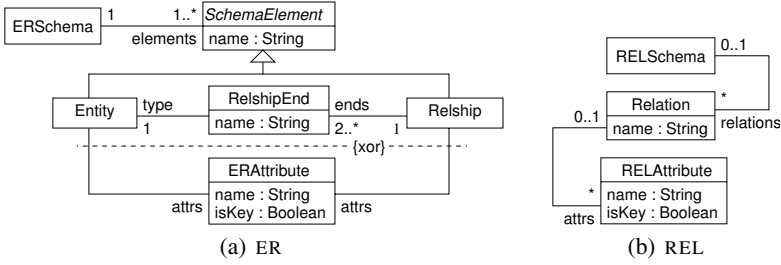 ERSchema
1
1..*
elements
SchemaElement
name : String
Entity
type
1
RelshipEnd
name : String
ends
2..*
1
Relship
{xor}
ERAttribute
name : String
isKey : Boolean
attrs
attrs
(a) ER
RELSchema
0..1
*
relations
Relation
name : String
0..1
RELAttribute
name : String
isKey : Boolean
*
attrs
(b) REL